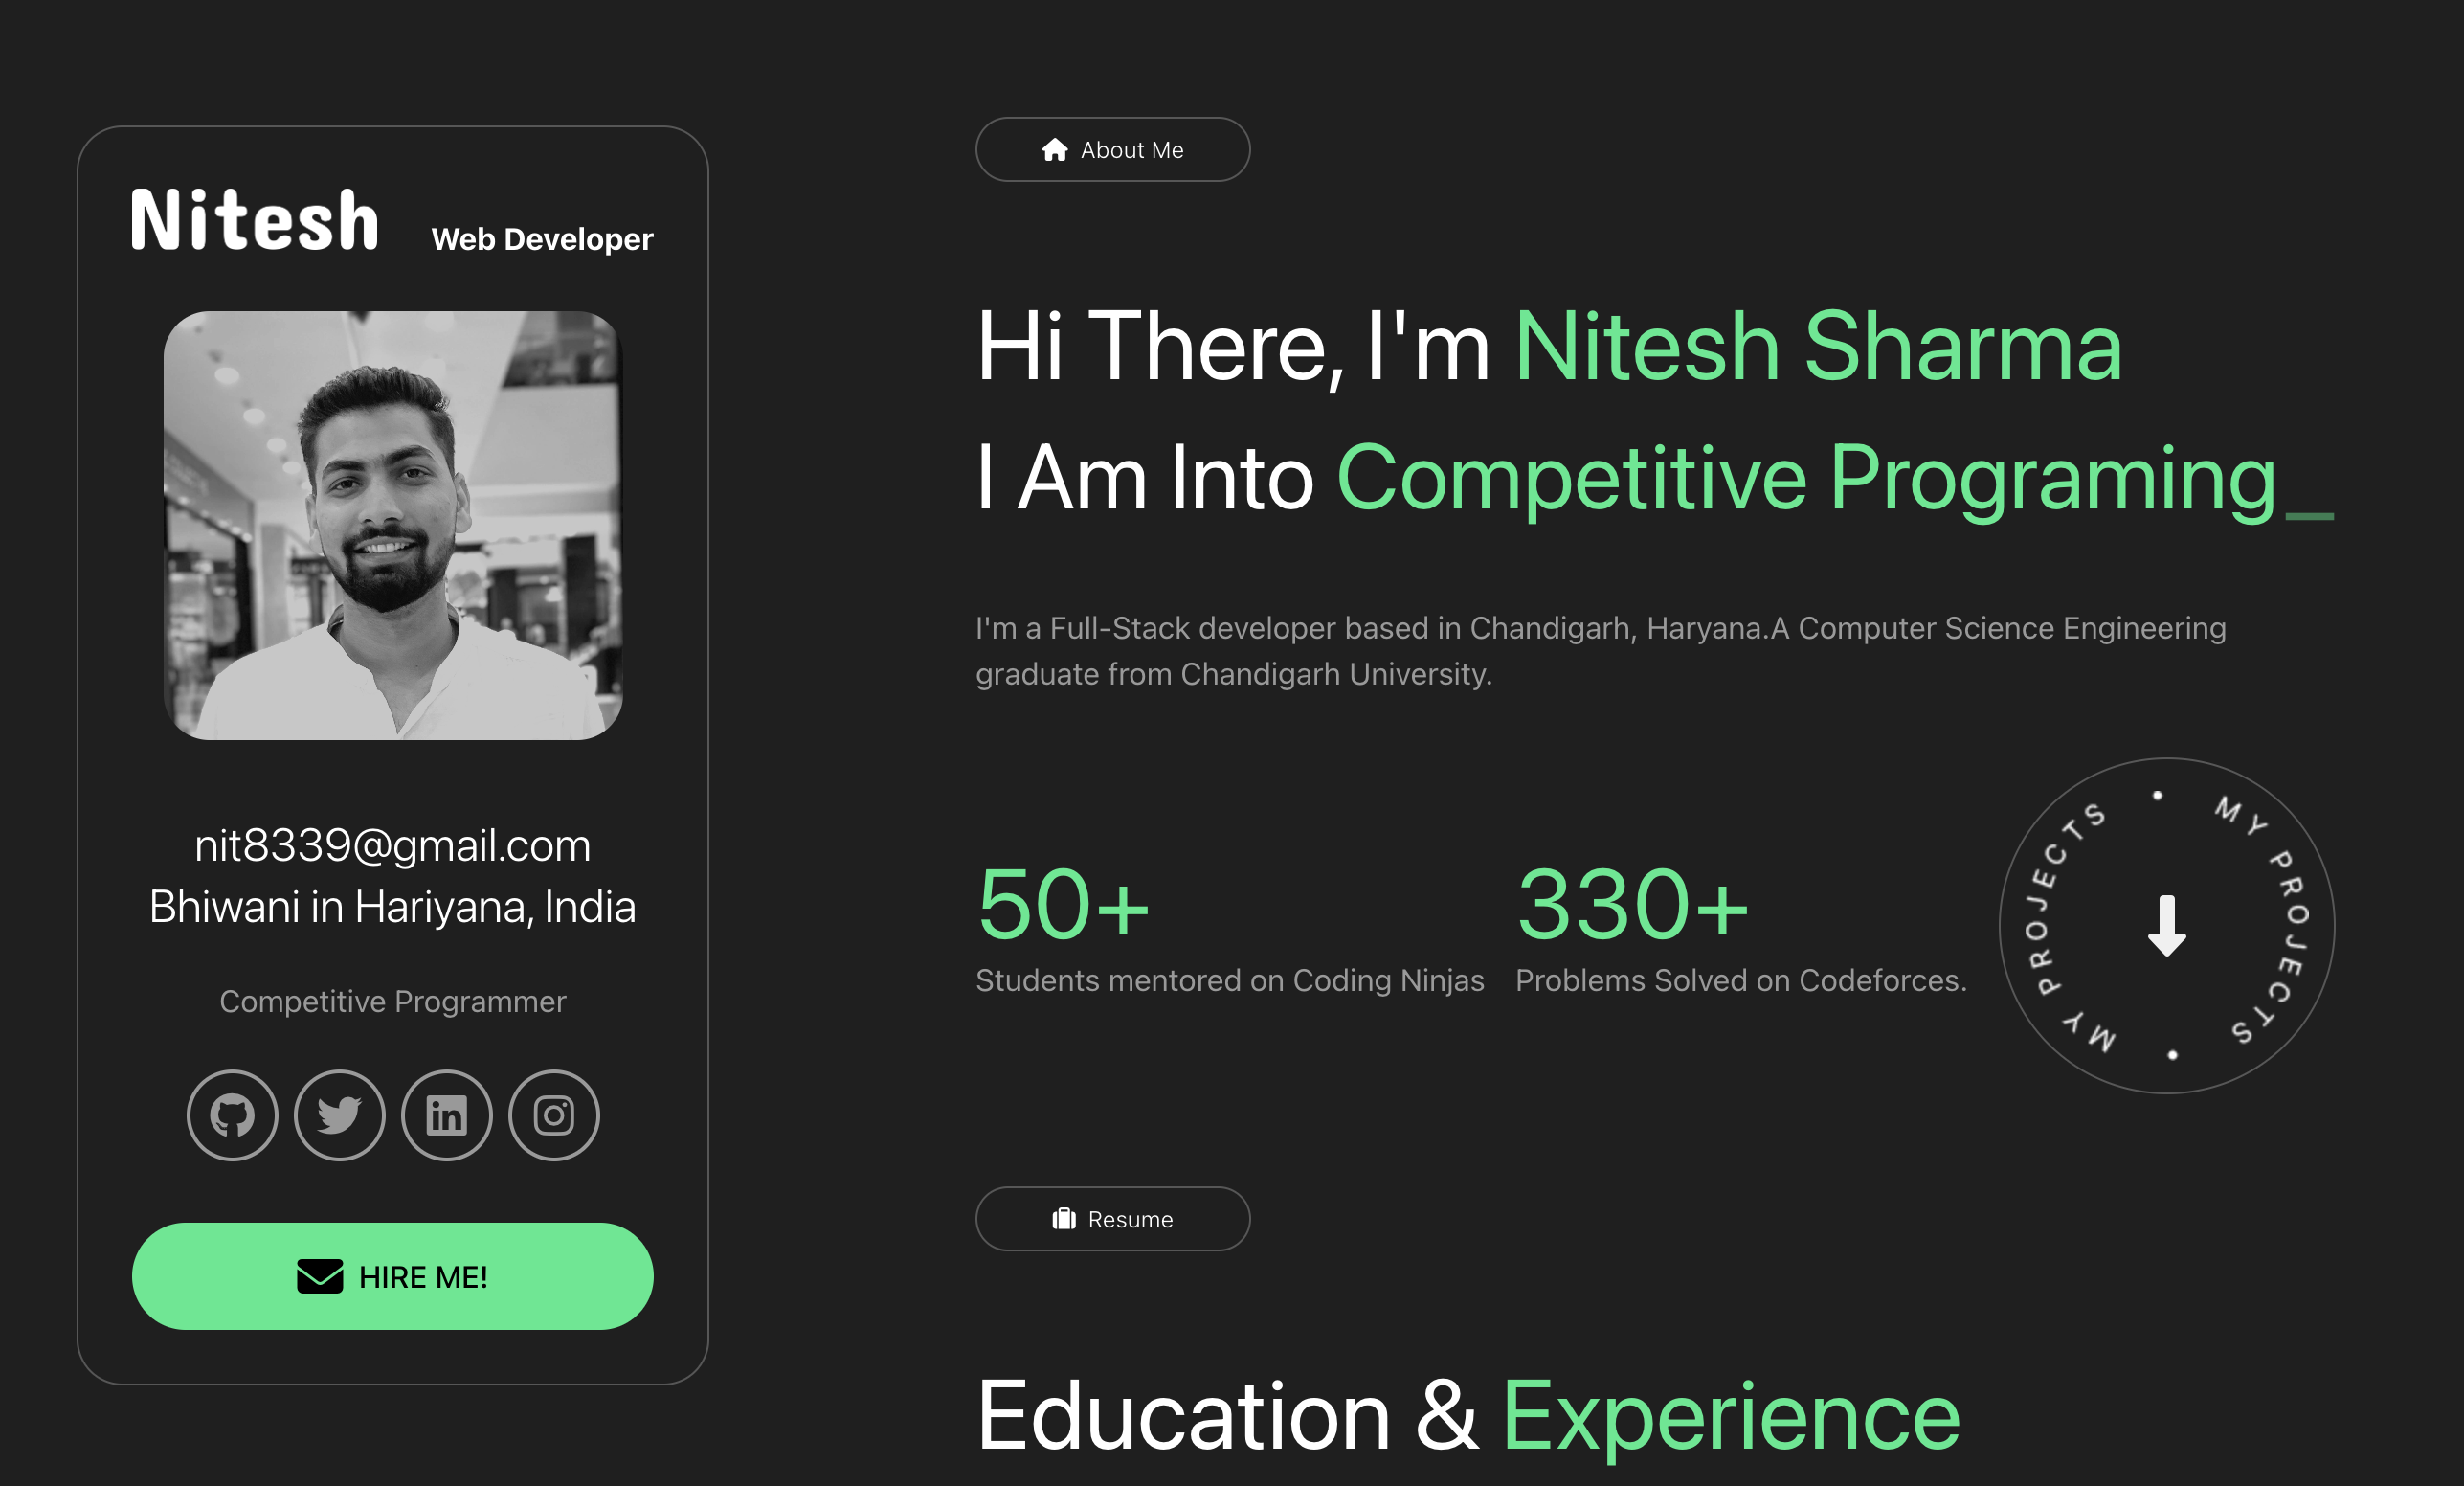 Nitesh
Web Developer
nit8339@gmail.com
Bhiwani in Hariyana, India
Competitive Programmer
HIRE ME!
About Me
Hi There, I'm Nitesh Sharma
I Am Into Competitive Programing_
I'm a Full-Stack developer based in Chandigarh, Haryana.A Computer Science Engineering
graduate from Chandigarh University.
50+
Students mentored on Coding Ninjas
330+
Problems Solved on Codeforces.
MY PROJECTS • MY PROJECTS •
Resume
Education & Experience